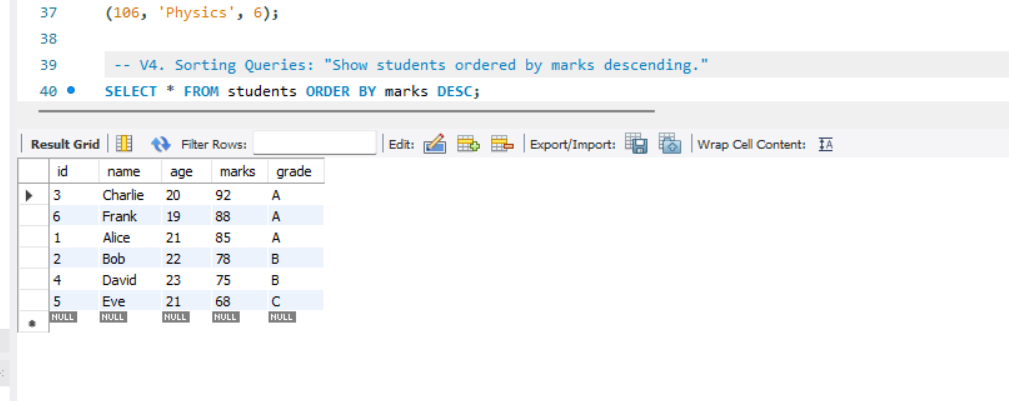 37 (106, 'Physics', 6);
38
39 -- V4. Sorting Queries: "Show students ordered by marks descending."
40 SELECT * FROM students ORDER BY marks DESC;
Result Grid Filter Rows: Edit: Export/Import: Wrap Cell Content: IA
id name age marks grade
3 Charlie 20 92 A
6 Frank 19 88 A
1 Alice 21 85 A
2 Bob 22 78 B
4 David 23 75 B
5 Eve 21 68 C
NULL NULL NULL NULL NULL